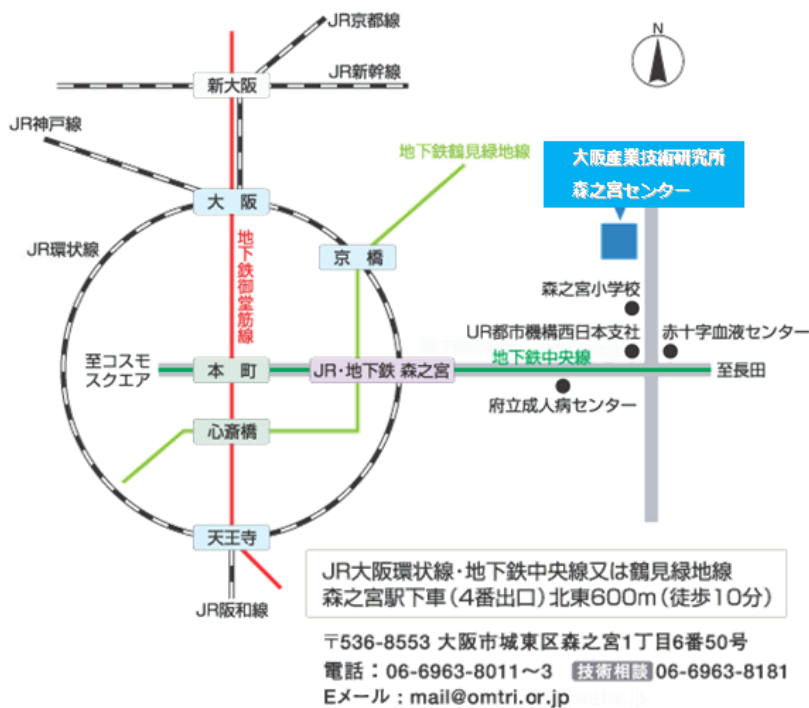 JR京都線
N
JR新幹線
新大阪
JR神戸線
地下鉄鶴見緑地線
大阪産業技術研究所
森之宮センター
大 阪
JR環状線
地下鉄御堂筋線
京 橋
森之宮小学校
UR都市機構西日本支社
赤十字血液センター
地下鉄中央線
至コスモ
スクエア
本 町
JR・地下鉄 森之宮
至長田
府立成人病センター
心斎橋
天王寺
JR阪和線
JR大阪環状線・地下鉄中央線又は鶴見緑地線
森之宮駅下車(4番出口)北東600m(徒歩10分)
〒536-8553 大阪市城東区森之宮1丁目6番50号
電話:06-6963-8011〜3 技術相談 06-6963-8181
Eメール:mail@omtri.or.jp